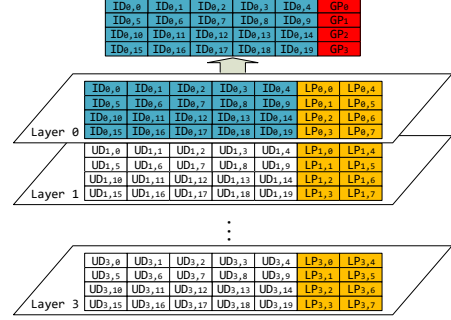 ID0,0 ID0,1 ID0,2 ID0,3 ID0,4 GP0
ID0,5 ID0,6 ID0,7 ID0,8 ID0,9 GP1
ID0,10 ID0,11 ID0,12 ID0,13 ID0,14 GP2
ID0,15 ID0,16 ID0,17 ID0,18 ID0,19 GP3
ID0,0 ID0,1 ID0,2 ID0,3 ID0,4 LP0,0 LP0,4
ID0,5 ID0,6 ID0,7 ID0,8 ID0,9 LP0,1 LP0,5
ID0,10 ID0,11 ID0,12 ID0,13 ID0,14 LP0,2 LP0,6
Layer 0 ID0,15 ID0,16 ID0,17 ID0,18 ID0,19 LP0,3 LP0,7
UD1,0 UD1,1 UD1,2 UD1,3 UD1,4 LP1,0 LP1,4
UD1,5 UD1,6 UD1,7 UD1,8 UD1,9 LP1,1 LP1,5
UD1,10 UD1,11 UD1,12 UD1,13 UD1,14 LP1,2 LP1,6
Layer 1 UD1,15 UD1,16 UD1,17 UD1,18 UD1,19 LP1,3 LP1,7
UD3,0 UD3,1 UD3,2 UD3,3 UD3,4 LP3,0 LP3,4
UD3,5 UD3,6 UD3,7 UD3,8 UD3,9 LP3,1 LP3,5
UD3,10 UD3,11 UD3,12 UD3,13 UD3,14 LP3,2 LP3,6
Layer 3 UD3,15 UD3,16 UD3,17 UD3,18 UD3,19 LP3,3 LP3,7